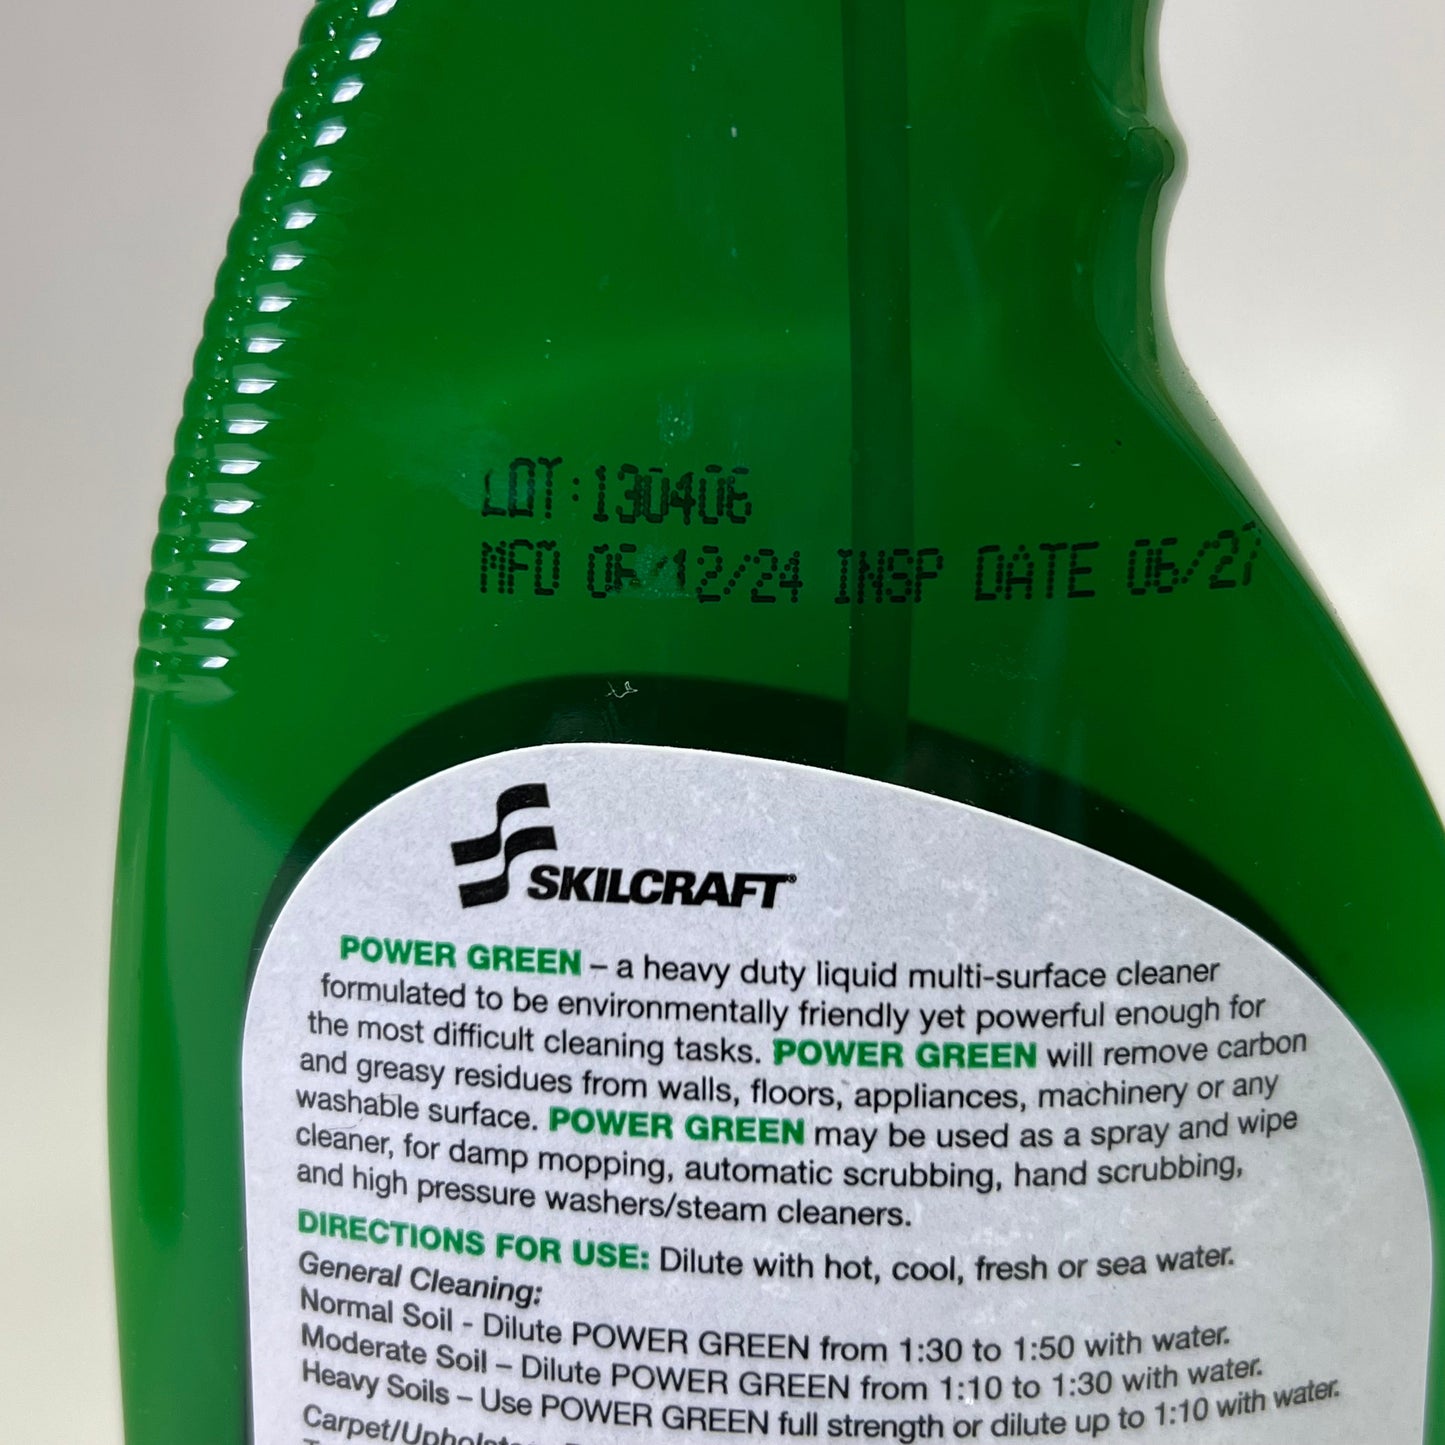 LOT:130406
MFD 06/12/24 INSP DATE 06/27
SKILCRAFT®
POWER GREEN – a heavy duty liquid multi-surface cleaner
formulated to be environmentally friendly yet powerful enough for
the most difficult cleaning tasks. POWER GREEN will remove carbon
and greasy residues from walls, floors, appliances, machinery or any
washable surface. POWER GREEN may be used as a spray and wipe
cleaner, for damp mopping, automatic scrubbing, hand scrubbing,
and high pressure washers/steam cleaners.
DIRECTIONS FOR USE: Dilute with hot, cool, fresh or sea water.
General Cleaning:
Normal Soil - Dilute POWER GREEN from 1:30 to 1:50 with water.
Moderate Soil – Dilute POWER GREEN from 1:10 to 1:30 with water.
Heavy Soils – Use POWER GREEN full strength or dilute up to 1:10 with water.